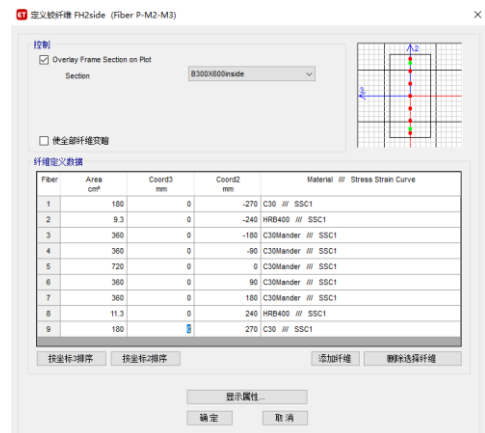 ET 定义铰纤维 FH2side (Fiber P-M2-M3)
控制
Overlay Frame Section on Plot
Section B300X600inside
使全部纤维变暗
2
3
纤维定义数据
Fiber Area Coord3 Coord2 Material /// Stress Strain Curve
cm² mm mm
1 180 0 -270 C30 /// SSC1
2 9.3 0 -240 HRB400 /// SSC1
3 360 0 -180 C30Mander /// SSC1
4 360 0 -90 C30Mander /// SSC1
5 720 0 0 C30Mander /// SSC1
6 360 0 90 C30Mander /// SSC1
7 360 0 180 C30Mander /// SSC1
8 11.3 0 240 HRB400 /// SSC1
9 180 0 270 C30 /// SSC1
按坐标3排序 按坐标2排序 添加纤维 删除选择纤维
显示属性...
确定 取消